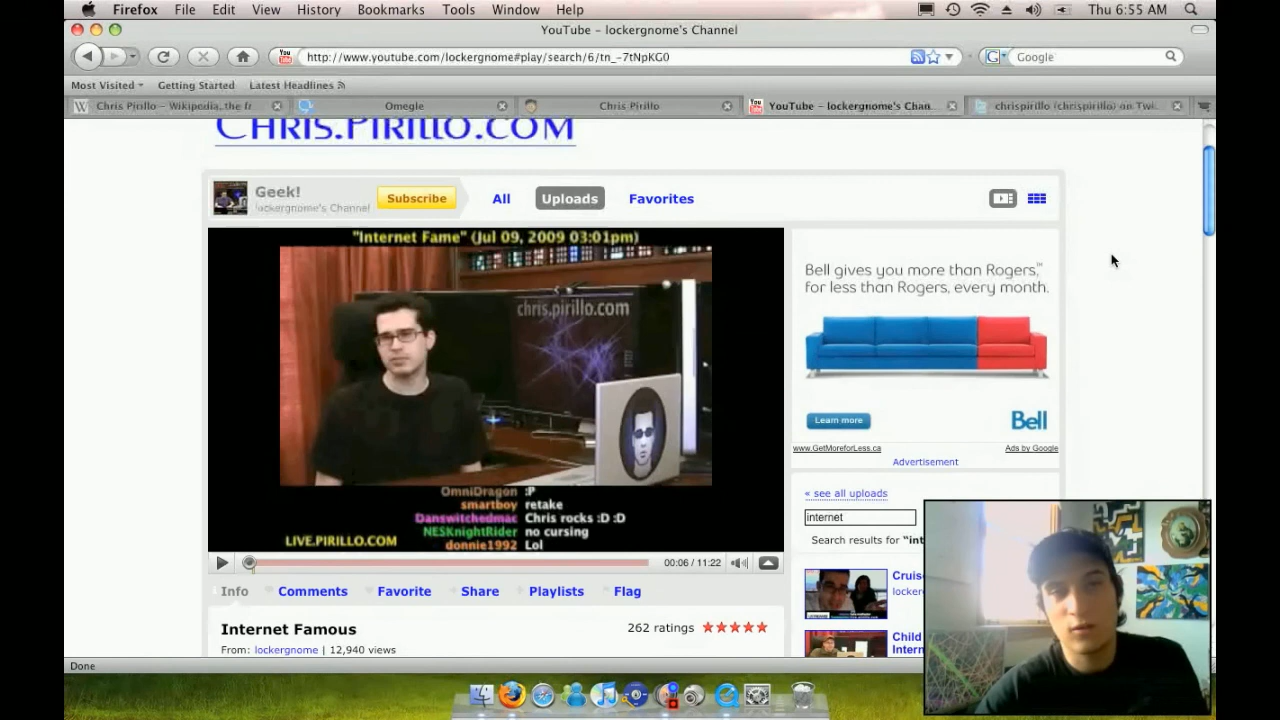 Firefox File Edit View History Bookmarks Tools Window Help Thu 6:55 AM
YouTube – lockergnome's Channel
http://www.youtube.com/lockergnome#play/search/6/tn_-7tNpKG0 Google
Most Visited Getting Started Latest Headlines
Chris Pirillo – Wikipedia, the fr Omegle Chris Pirillo YouTube – lockergnome's Chan... chrispirillo (chrispirillo) on Twi...
CHRIS.PIRILLO.COM
Geek!
lockergnome's Channel
Subscribe All Uploads Favorites
"Internet Fame" (Jul 09, 2009 03:01pm)
chris.pirillo.com
OmniDragon :P
smartboy retake
Danswitchedmac Chris rocks :D :D
NESKnightRider no cursing
donnie1992 Lol
LIVE.PIRILLO.COM
00:06 / 11:22
Info Comments Favorite Share Playlists Flag
Internet Famous 262 ratings
From: lockergnome | 12,940 views
Bell gives you more than Rogers,™
for less than Rogers, every month.
Learn more Bell
www.GetMoreforLess.ca Ads by Google
Advertisement
« see all uploads
internet
Search results for "int
Cruis
locker
Child
Intern
Done